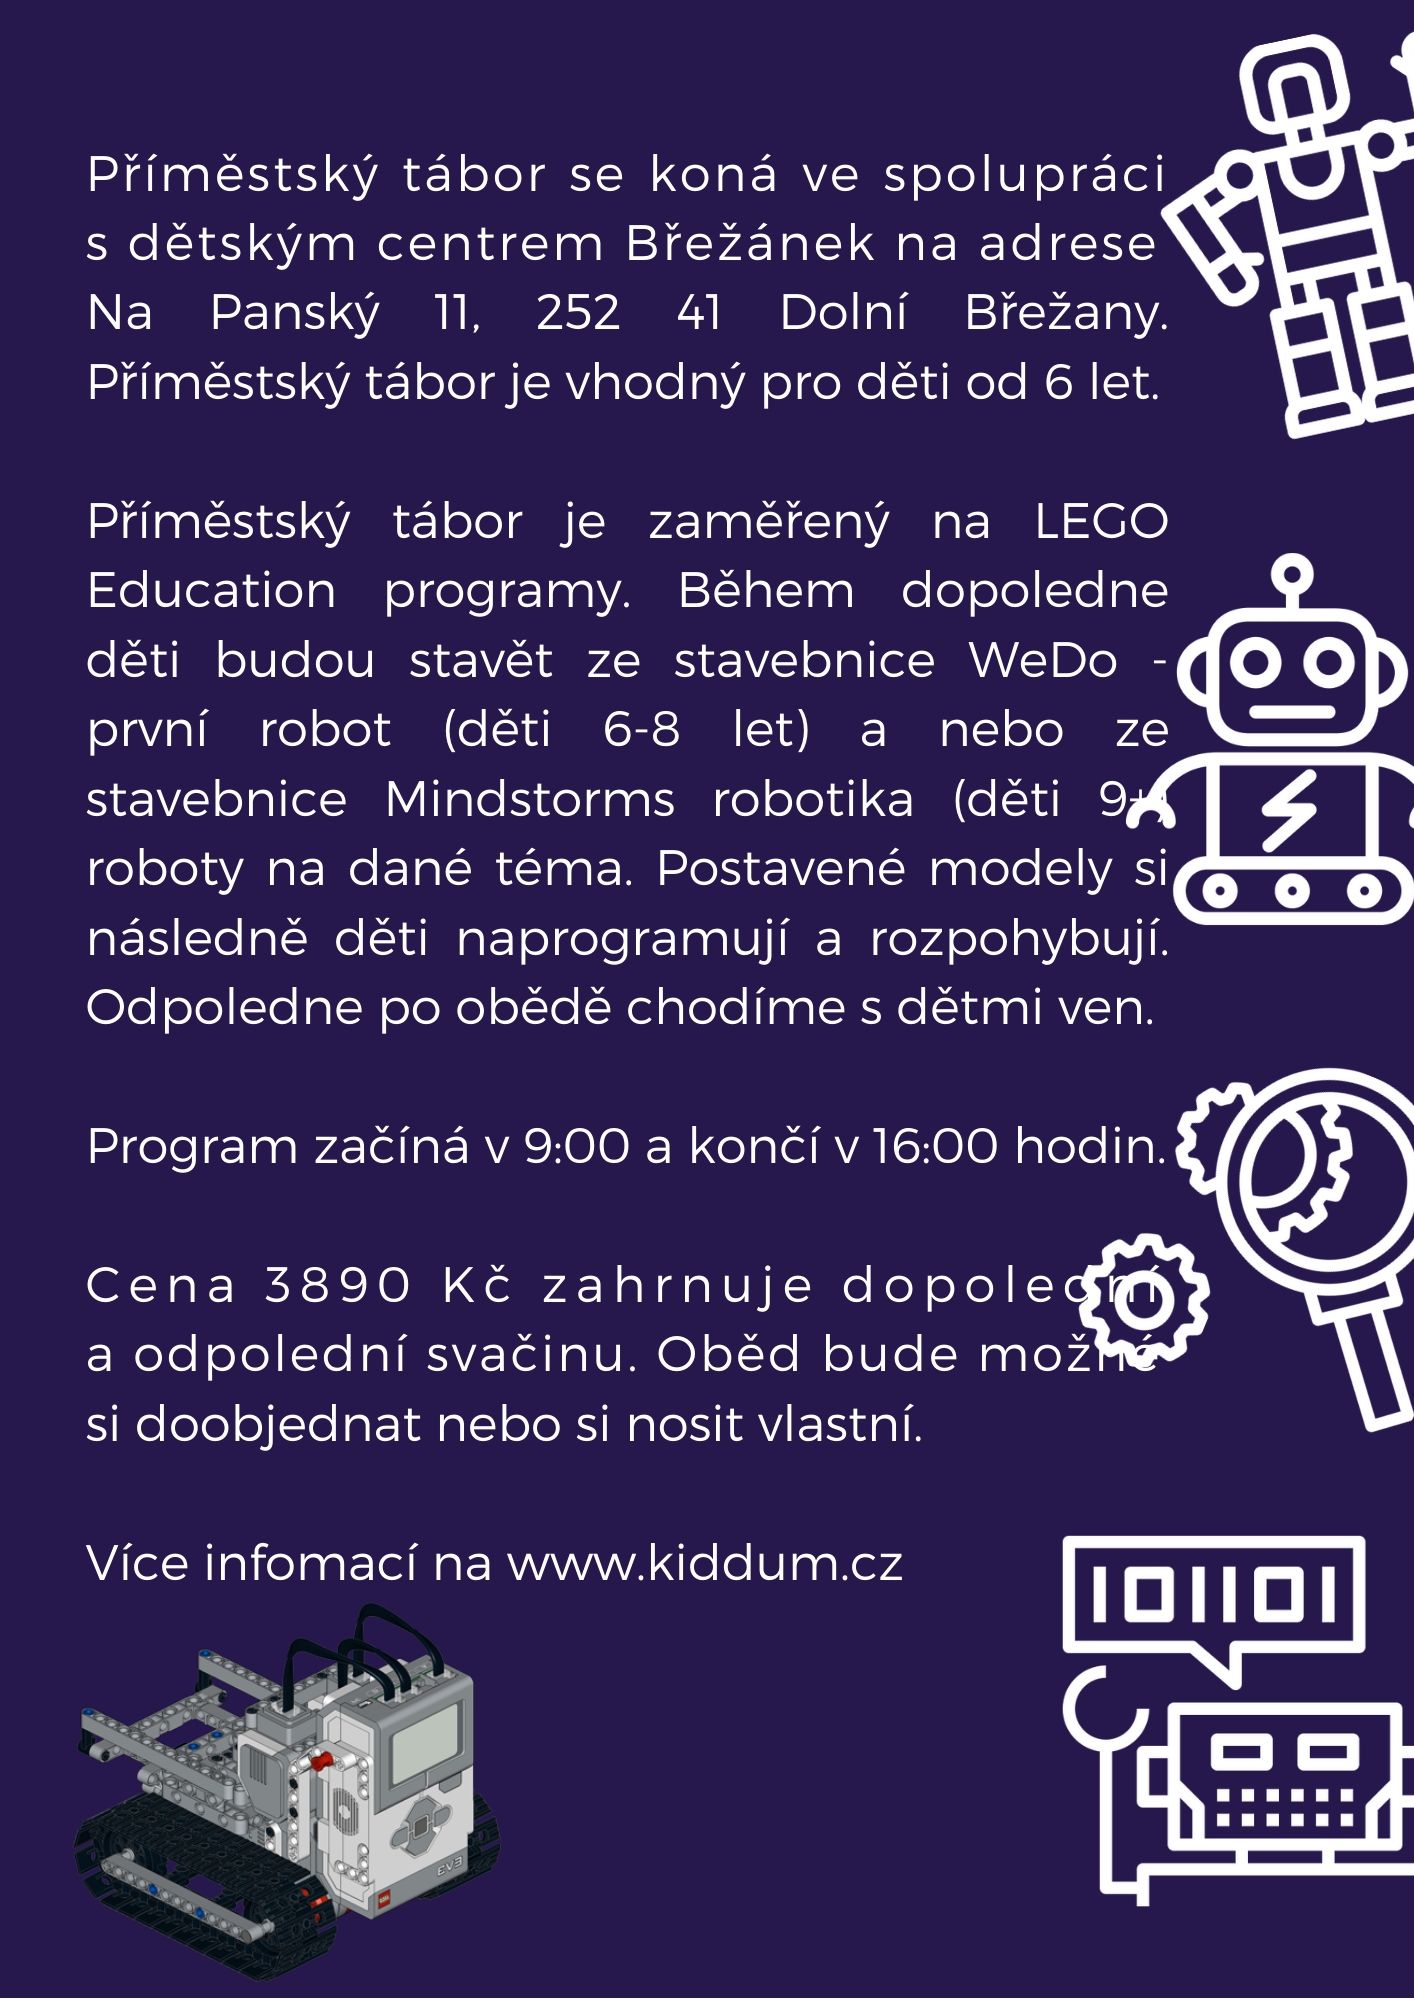 Příměstský tábor se koná ve spolupráci
s dětským centrem Břežánek na adrese
Na Panský 11, 252 41 Dolní Břežany.
Příměstský tábor je vhodný pro děti od 6 let.
Příměstský tábor je zaměřený na LEGO
Education programy. Během dopoledne
děti budou stavět ze stavebnice WeDo -
první robot (děti 6-8 let) a nebo ze
stavebnice Mindstorms robotika (děti 9+)
roboty na dané téma. Postavené modely si
následně děti naprogramují a rozpohybují.
Odpoledne po obědě chodíme s dětmi ven.
Program začíná v 9:00 a končí v 16:00 hodin.
Cena 3890 Kč zahrnuje dopolední
a odpolední svačinu. Oběd bude možné
si doobjednat nebo si nosit vlastní.
Více infomací na www.kiddum.cz
101101
EV3
LEGO